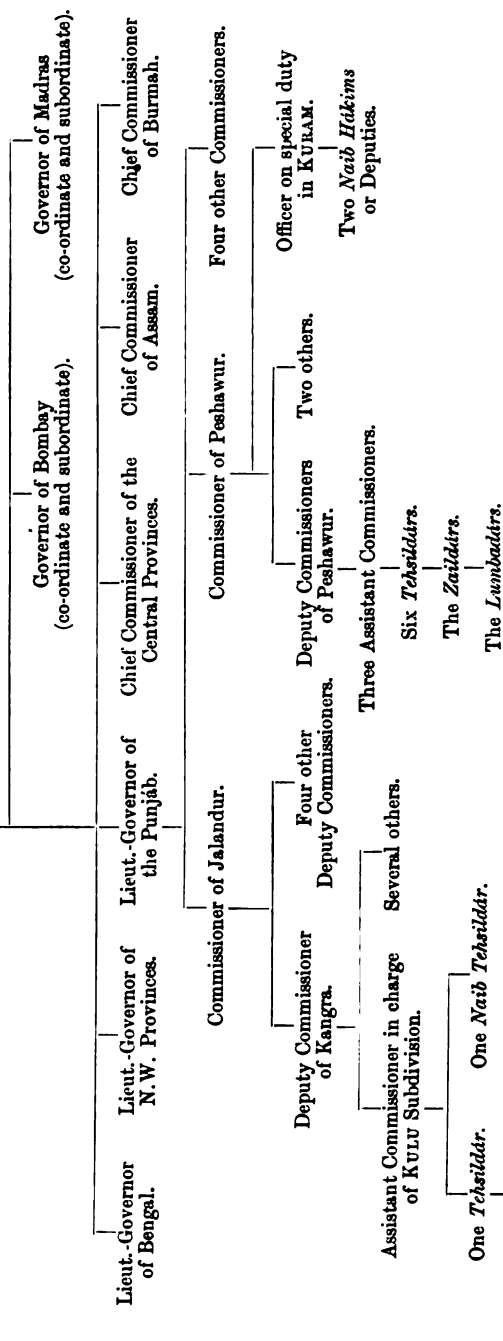 Governor of Bombay
(co-ordinate and subordinate).
Governor of Madras
(co-ordinate and subordinate).
Lieut.-Governor
of Bengal.
Lieut.-Governor of
N.W. Provinces.
Lieut.-Governor of
the Punjáb.
Chief Commissioner of the
Central Provinces.
Chief Commissioner
of Assam.
Chief Commissioner
of Burmah.
Commissioner of Jalandur.
Commissioner of Peshawur.
Four other Commissioners.
Deputy Commissioner
of Kangra.
Four other
Deputy Commissioners.
Deputy Commissioners
of Peshawur.
Two others.
Officer on special duty
in KURAM.
Assistant Commissioner in charge
of KULU Subdivision.
Several others.
Three Assistant Commissioners.
Two Naib Hákims
or Deputies.
Six Tehsildárs.
The Zaildárs.
The Lumbadárs.
One Tehsildár.
One Naib Tehsildár.